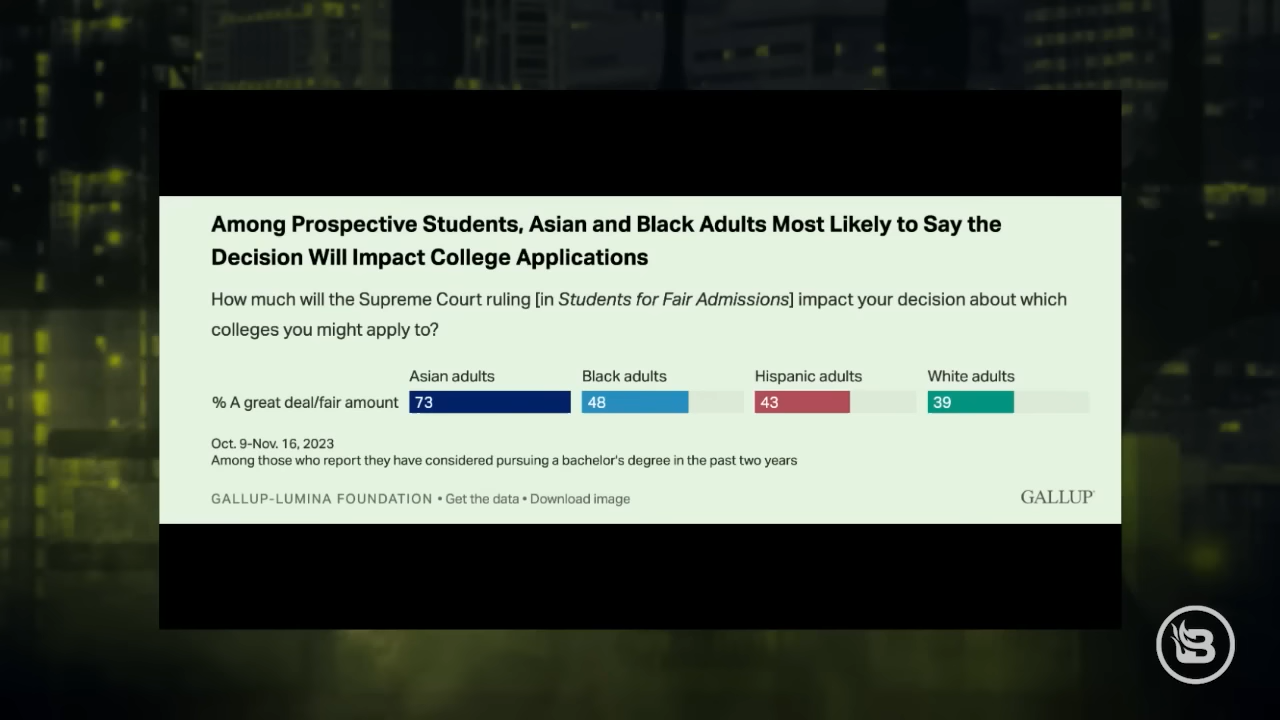 Among Prospective Students, Asian and Black Adults Most Likely to Say the
Decision Will Impact College Applications
How much will the Supreme Court ruling [in Students for Fair Admissions] impact your decision about which
colleges you might apply to?
Asian adults Black adults Hispanic adults White adults
% A great deal/fair amount 73 48 43 39
Oct. 9-Nov. 16, 2023
Among those who report they have considered pursuing a bachelor's degree in the past two years
GALLUP-LUMINA FOUNDATION • Get the data • Download image GALLUP
B